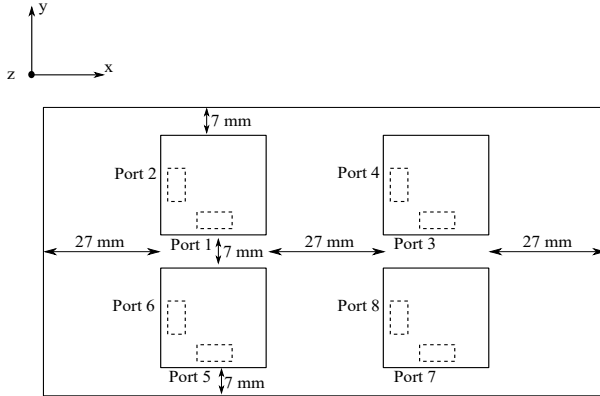 y
z
x
7 mm
Port 2
Port 4
27 mm
Port 1
7 mm
27 mm
Port 3
27 mm
Port 6
Port 8
Port 5
7 mm
Port 7